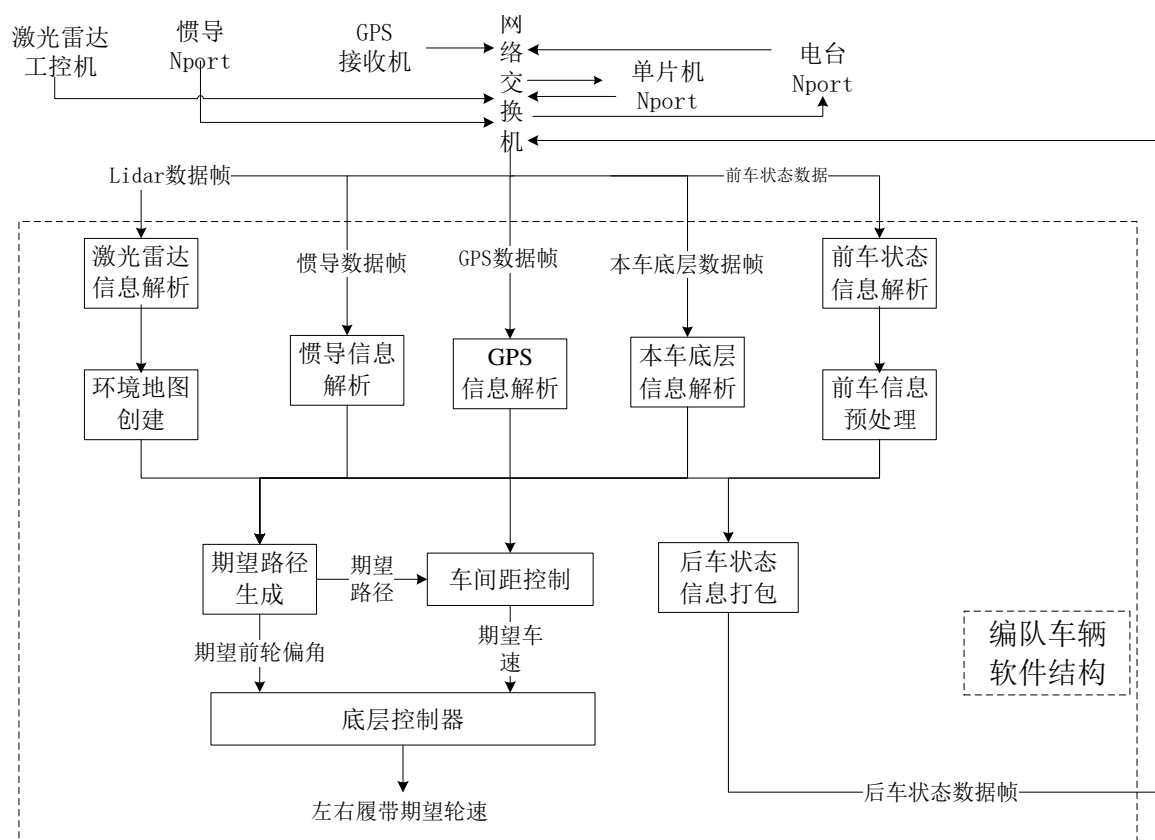 激光雷达
工控机
惯导
Nport
GPS
接收机
网
络
交
换
机
单片机
Nport
电台
Nport
Lidar数据帧
前车状态数据
激光雷达
信息解析
惯导数据帧
GPS数据帧
本车底层数据帧
前车状态
信息解析
环境地图
创建
惯导信息
解析
GPS
信息解析
本车底层
信息解析
前车信息
预处理
期望路径
生成
期望
路径
车间距控制
后车状态
信息打包
期望前轮偏角
期望车
速
编队车辆
软件结构
底层控制器
左右履带期望轮速
后车状态数据帧